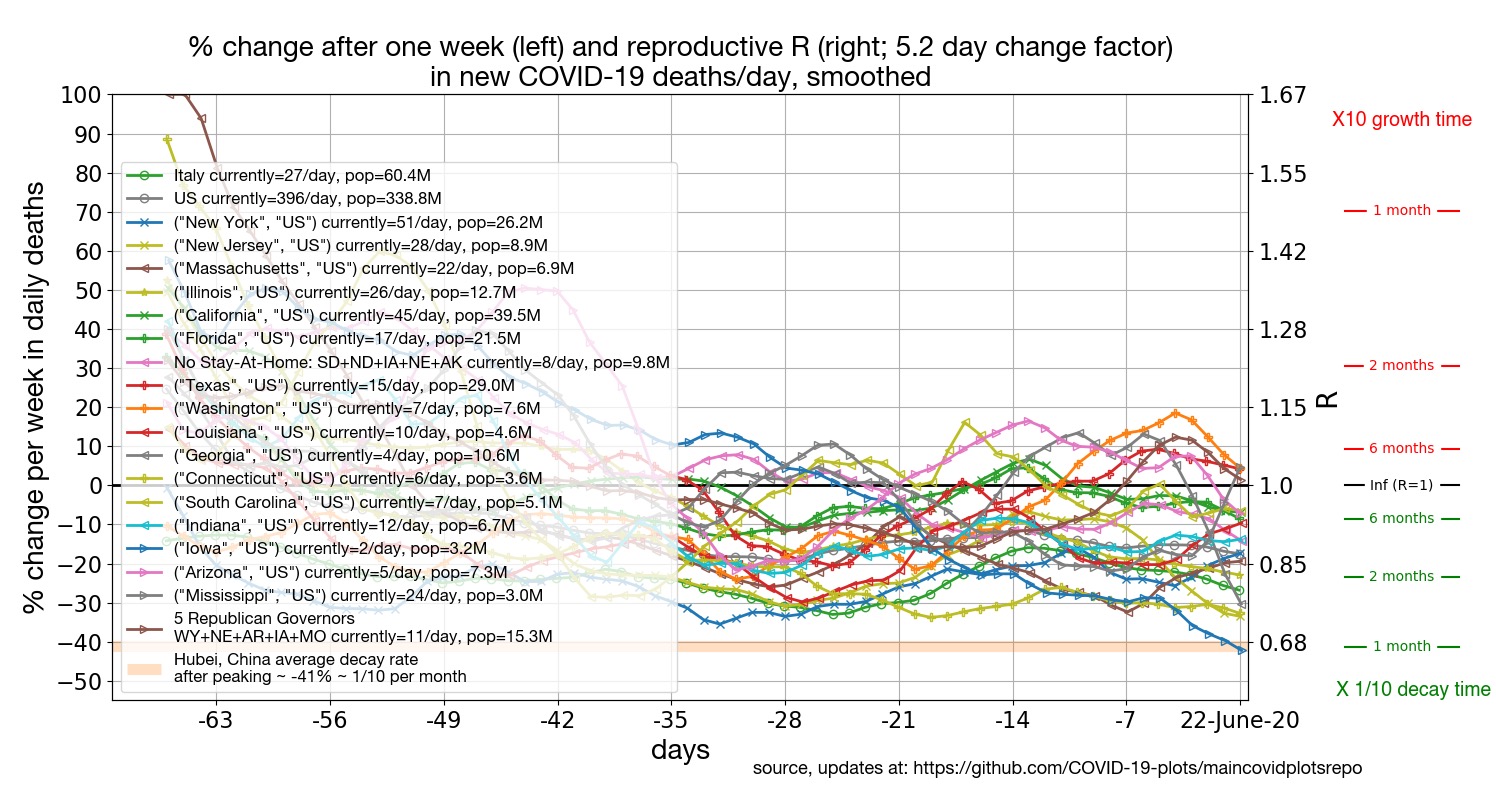 % change after one week (left) and reproductive R (right; 5.2 day change factor)
in new COVID-19 deaths/day, smoothed
% change per week in daily deaths
100
90
80
70
60
50
40
30
20
10
0
−10
−20
−30
−40
−50
Italy currently=27/day, pop=60.4M
US currently=396/day, pop=338.8M
("New York", "US") currently=51/day, pop=26.2M
("New Jersey", "US") currently=28/day, pop=8.9M
("Massachusetts", "US") currently=22/day, pop=6.9M
("Illinois", "US") currently=26/day, pop=12.7M
("California", "US") currently=45/day, pop=39.5M
("Florida", "US") currently=17/day, pop=21.5M
No Stay-At-Home: SD+ND+IA+NE+AK currently=8/day, pop=9.8M
("Texas", "US") currently=15/day, pop=29.0M
("Washington", "US") currently=7/day, pop=7.6M
("Louisiana", "US") currently=10/day, pop=4.6M
("Georgia", "US") currently=4/day, pop=10.6M
("Connecticut", "US") currently=6/day, pop=3.6M
("South Carolina", "US") currently=7/day, pop=5.1M
("Indiana", "US") currently=12/day, pop=6.7M
("Iowa", "US") currently=2/day, pop=3.2M
("Arizona", "US") currently=5/day, pop=7.3M
("Mississippi", "US") currently=24/day, pop=3.0M
5 Republican Governors
WY+NE+AR+IA+MO currently=11/day, pop=15.3M
Hubei, China average decay rate
after peaking ~ -41% ~ 1/10 per month
1.67
1.55
1.42
1.28
1.15
1.0
0.85
0.68
R
X10 growth time
1 month
2 months
6 months
Inf (R=1)
6 months
2 months
1 month
X 1/10 decay time
-63
-56
-49
-42
-35
-28
-21
-14
-7
22-June-20
days
source, updates at: https://github.com/COVID-19-plots/maincovidplotsrepo